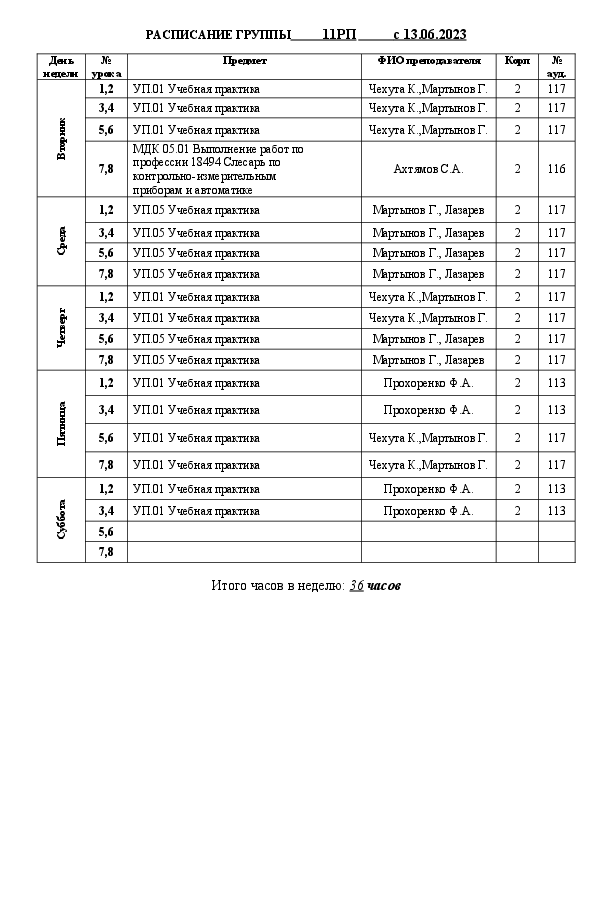 РАСПИСАНИЕ ГРУППЫ 11РП с 13.06.2023
День недели № урока Предмет ФИО преподавателя Корп № ауд.
Вторник
1,2 УП.01 Учебная практика Чехута К.,Мартынов Г. 2 117
3,4 УП.01 Учебная практика Чехута К.,Мартынов Г. 2 117
5,6 УП.01 Учебная практика Чехута К.,Мартынов Г. 2 117
7,8 МДК 05.01 Выполнение работ по
профессии 18494 Слесарь по
контрольно-измерительным
приборам и автоматике Ахтямов С.А. 2 116
Среда
1,2 УП.05 Учебная практика Мартынов Г., Лазарев 2 117
3,4 УП.05 Учебная практика Мартынов Г., Лазарев 2 117
5,6 УП.05 Учебная практика Мартынов Г., Лазарев 2 117
7,8 УП.05 Учебная практика Мартынов Г., Лазарев 2 117
Четверг
1,2 УП.01 Учебная практика Чехута К.,Мартынов Г. 2 117
3,4 УП.01 Учебная практика Чехута К.,Мартынов Г. 2 117
5,6 УП.05 Учебная практика Мартынов Г., Лазарев 2 117
7,8 УП.05 Учебная практика Мартынов Г., Лазарев 2 117
Пятница
1,2 УП.01 Учебная практика Прохоренко Ф.А. 2 113
3,4 УП.01 Учебная практика Прохоренко Ф.А. 2 113
5,6 УП.01 Учебная практика Чехута К.,Мартынов Г. 2 117
7,8 УП.01 Учебная практика Чехута К.,Мартынов Г. 2 117
Суббота
1,2 УП.01 Учебная практика Прохоренко Ф.А. 2 113
3,4 УП.01 Учебная практика Прохоренко Ф.А. 2 113
5,6
7,8
Итого часов в неделю: 36 часов